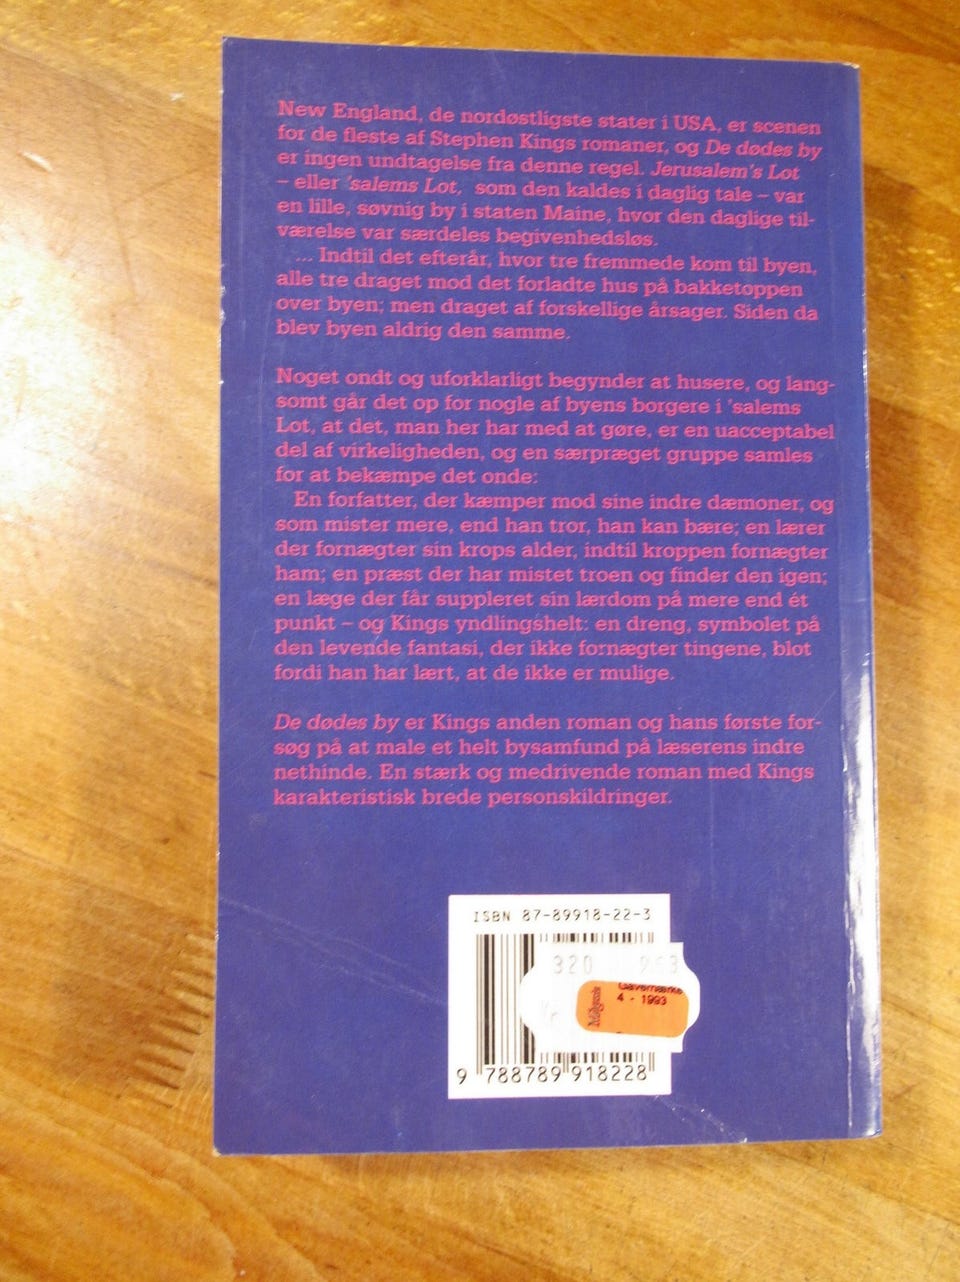 New England, de nordøstligste stater i USA, er scenen
for de fleste af Stephen Kings romaner, og De dødes by
er ingen undtagelse fra denne regel. Jerusalem's Lot
– eller 'salems Lot, som den kaldes i daglig tale – var
en lille, søvnig by i staten Maine, hvor den daglige til-
værelse var særdeles begivenhedsløs.
... Indtil det efterår, hvor tre fremmede kom til byen,
alle tre draget mod det forladte hus på bakketoppen
over byen; men draget af forskellige årsager. Siden da
blev byen aldrig den samme.
Noget ondt og uforklarligt begynder at husere, og lang-
somt går det op for nogle af byens borgere i 'salems
Lot, at det, man her har med at gøre, er en uacceptabel
del af virkeligheden, og en særpræget gruppe samles
for at bekæmpe det onde:
En forfatter, der kæmper mod sine indre dæmoner, og
som mister mere, end han tror, han kan bære; en lærer
der fornægter sin krops alder, indtil kroppen fornægter
ham; en præst der har mistet troen og finder den igen;
en læge der får suppleret sin lærdom på mere end ét
punkt – og Kings yndlingshelt: en dreng, symbolet på
den levende fantasi, der ikke fornægter tingene, blot
fordi han har lært, at de ikke er mulige.
De dødes by er Kings anden roman og hans første for-
søg på at male et helt bysamfund på læserens indre
nethinde. En stærk og medrivende roman med Kings
karakteristisk brede personskildringer.
ISBN 87-89918-22-3
320
Gavemærke
4 - 1993
9 788789 918228